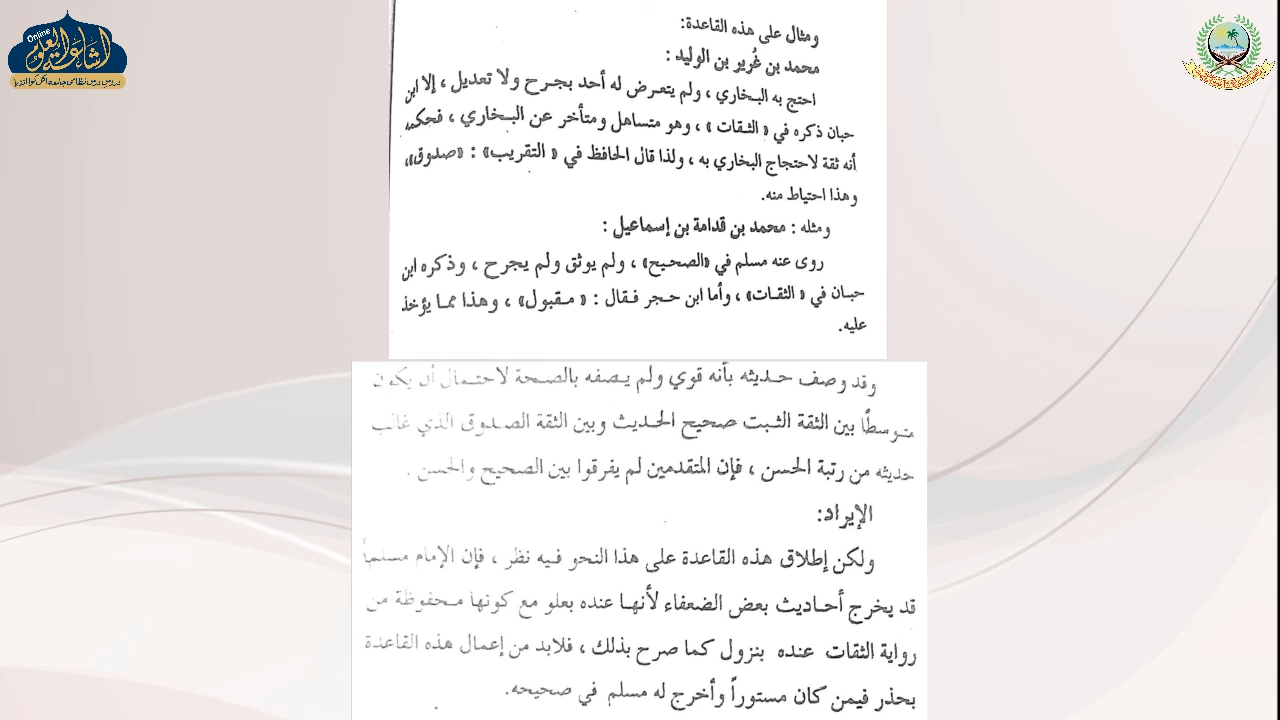 Online
اشاعة العلوم
ومثال على هذه القاعدة:
محمد بن غُرير بن الوليد :
احتج به البخاري ، ولم يتعرض له أحد بجرح ولا تعديل ، إلا ابن
حبان ذكره في « الثقات » ، وهو متساهل ومتأخر عن البخاري ، فحكمه
أنه ثقة لاحتجاج البخاري به ، ولذا قال الحافظ في « التقريب» : «صدوق»،
وهذا احتياط منه.
ومثله : محمد بن قدامة بن إسماعيل :
روى عنه مسلم في «الصحيح» ، ولم يوثق ولم يجرح ، وذكره ابن
حبان في « الثقات» ، وأما ابن حجر فقال : « مقبول» ، وهذا مما يؤخذ
عليه.
وقد وصف حديثه بأنه قوي ولم يصفه بالصحة لاحتمال أن يكون
متوسطًا بين الثقة الثبت صحيح الحديث وبين الثقة الصدوق الذي غالب
حديثه من رتبة الحسن ، فإن المتقدمين لم يفرقوا بين الصحيح والحسن .
الإيراد:
ولكن إطلاق هذه القاعدة على هذا النحو فيه نظر ، فإن الإمام مسلماً
قد يخرج أحاديث بعض الضعفاء لأنها عنده بعلو مع كونها محفوظة من
رواية الثقات عنده بنزول كما صرح بذلك ، فلابد من إعمال هذه القاعدة
بحذر فيمن كان مستوراً وأخرج له مسلم في صحيحه.